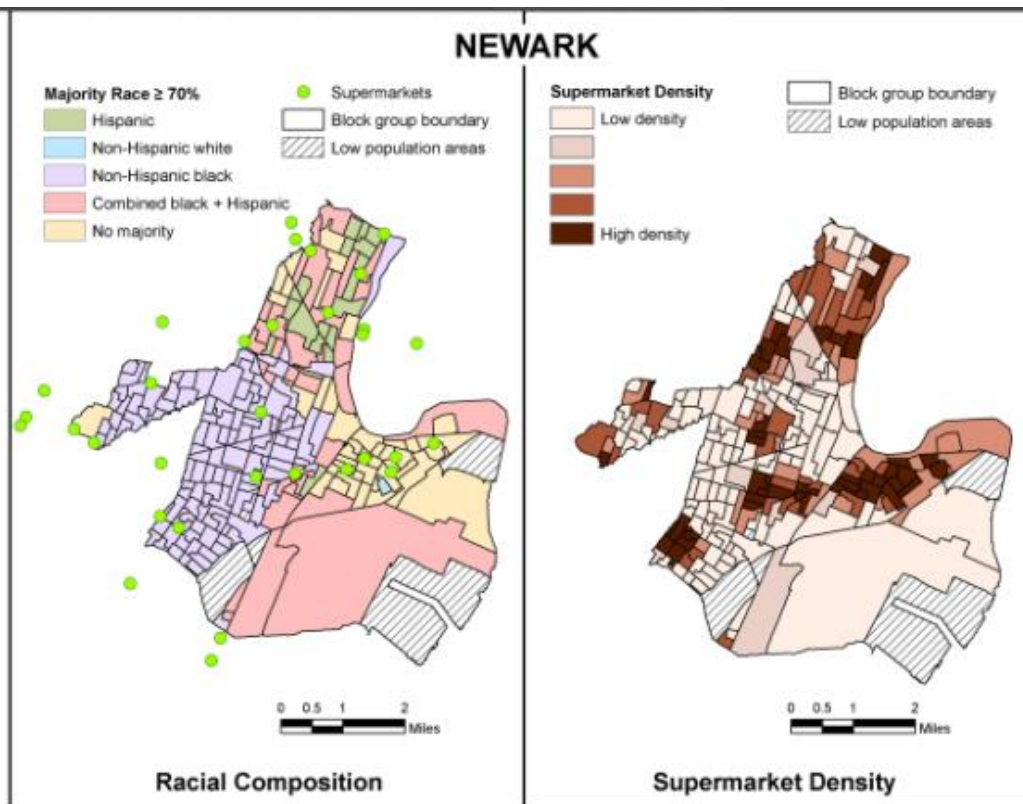 NEWARK
Majority Race ≥ 70%
Hispanic
Non-Hispanic white
Non-Hispanic black
Combined black + Hispanic
No majority
Supermarkets
Block group boundary
Low population areas
0 0.5 1 2
Miles
Racial Composition
Supermarket Density
Low density
High density
Block group boundary
Low population areas
0 0.5 1 2
Miles
Supermarket Density